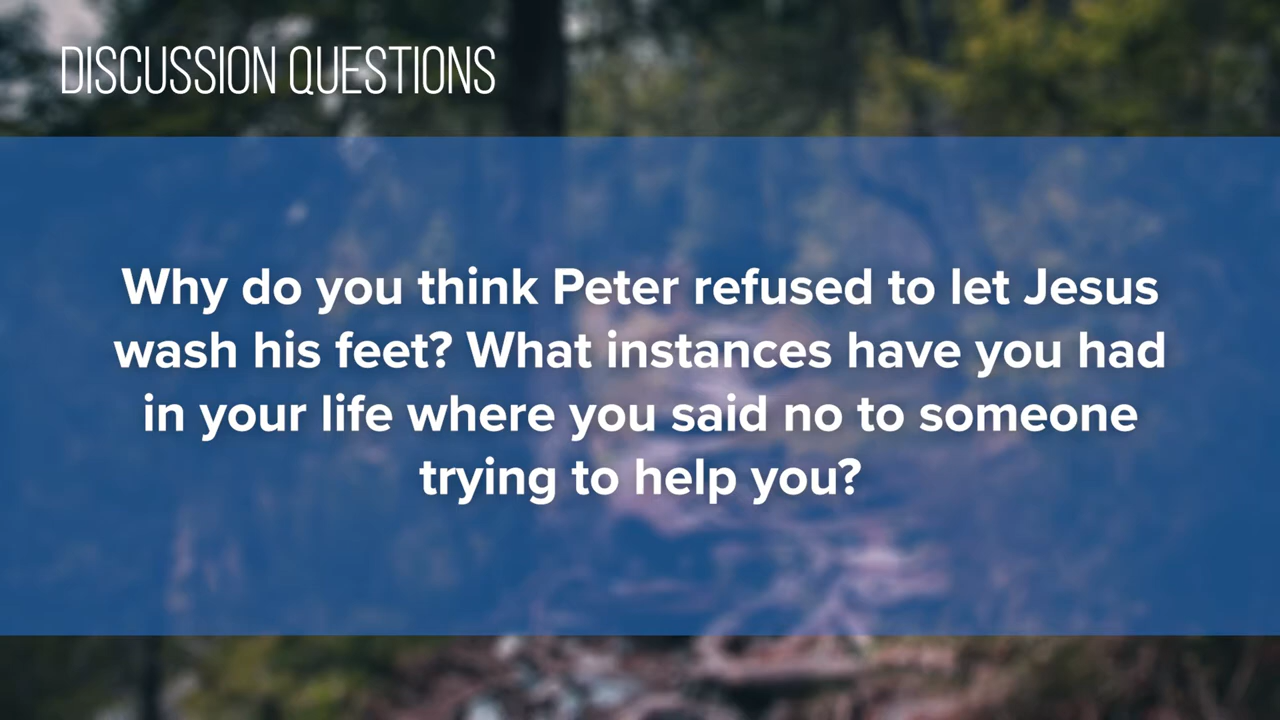 DISCUSSION QUESTIONS
Why do you think Peter refused to let Jesus
wash his feet? What instances have you had
in your life where you said no to someone
trying to help you?